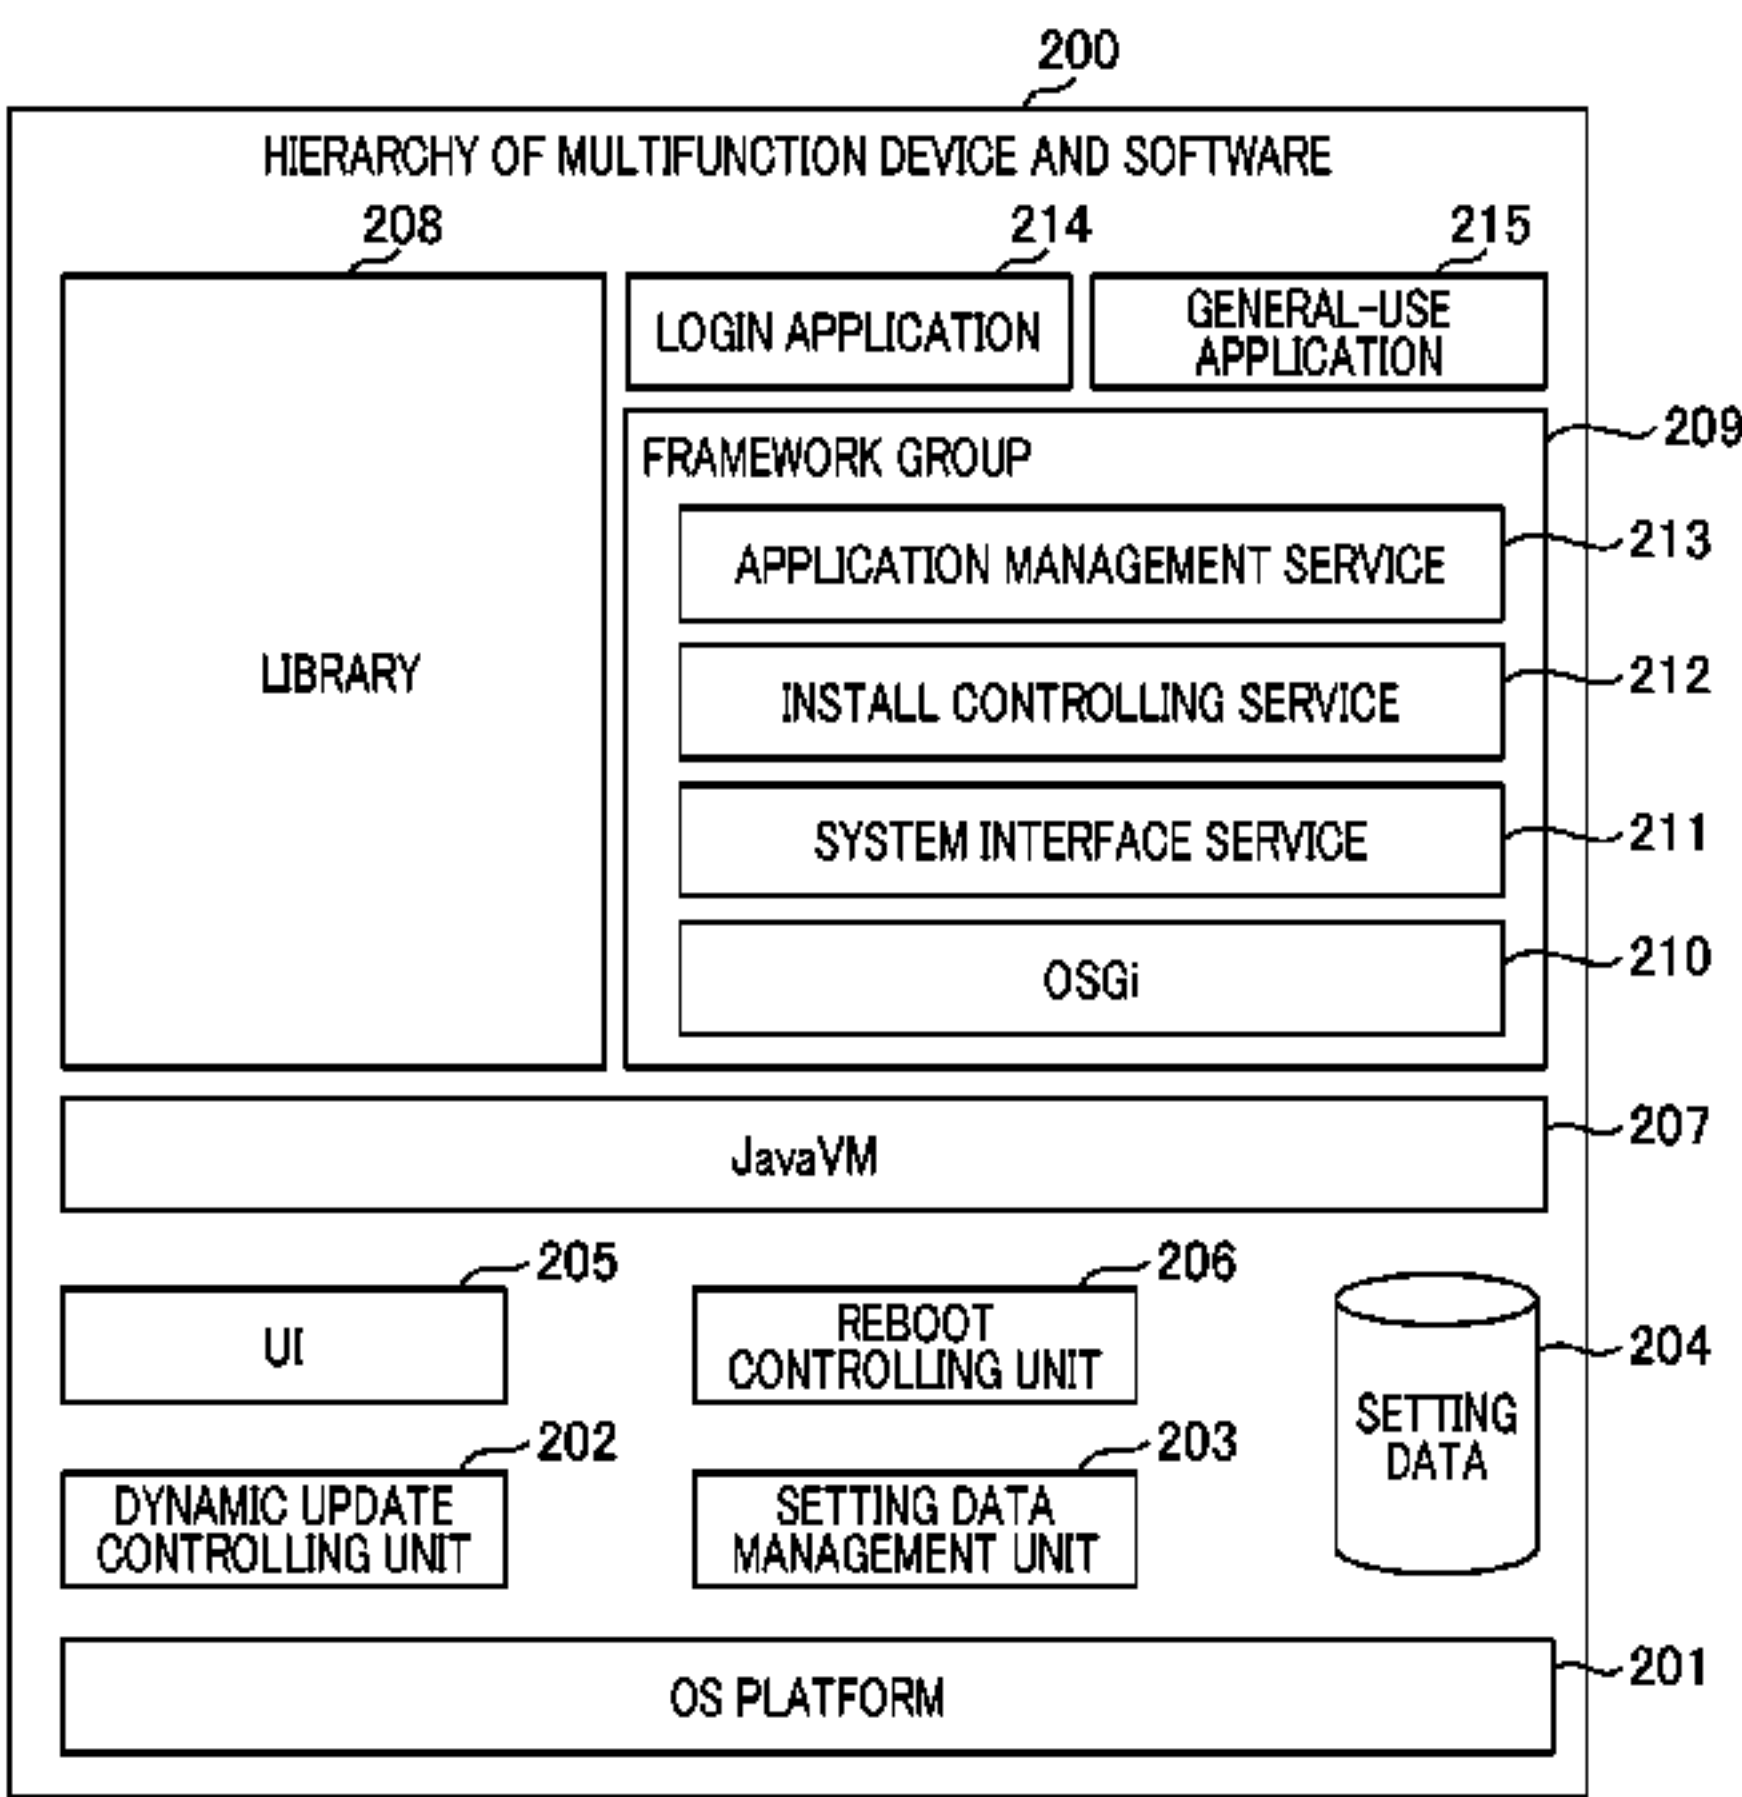 200
HIERARCHY OF MULTIFUNCTION DEVICE AND SOFTWARE
208
214
215
LIBRARY
LOGIN APPLICATION
GENERAL-USE
APPLICATION
209
FRAMEWORK GROUP
APPLICATION MANAGEMENT SERVICE
213
INSTALL CONTROLLING SERVICE
212
SYSTEM INTERFACE SERVICE
211
OSGi
210
JavaVM
207
205
UI
206
REBOOT
CONTROLLING UNIT
204
SETTING
DATA
202
DYNAMIC UPDATE
CONTROLLING UNIT
203
SETTING DATA
MANAGEMENT UNIT
OS PLATFORM
201